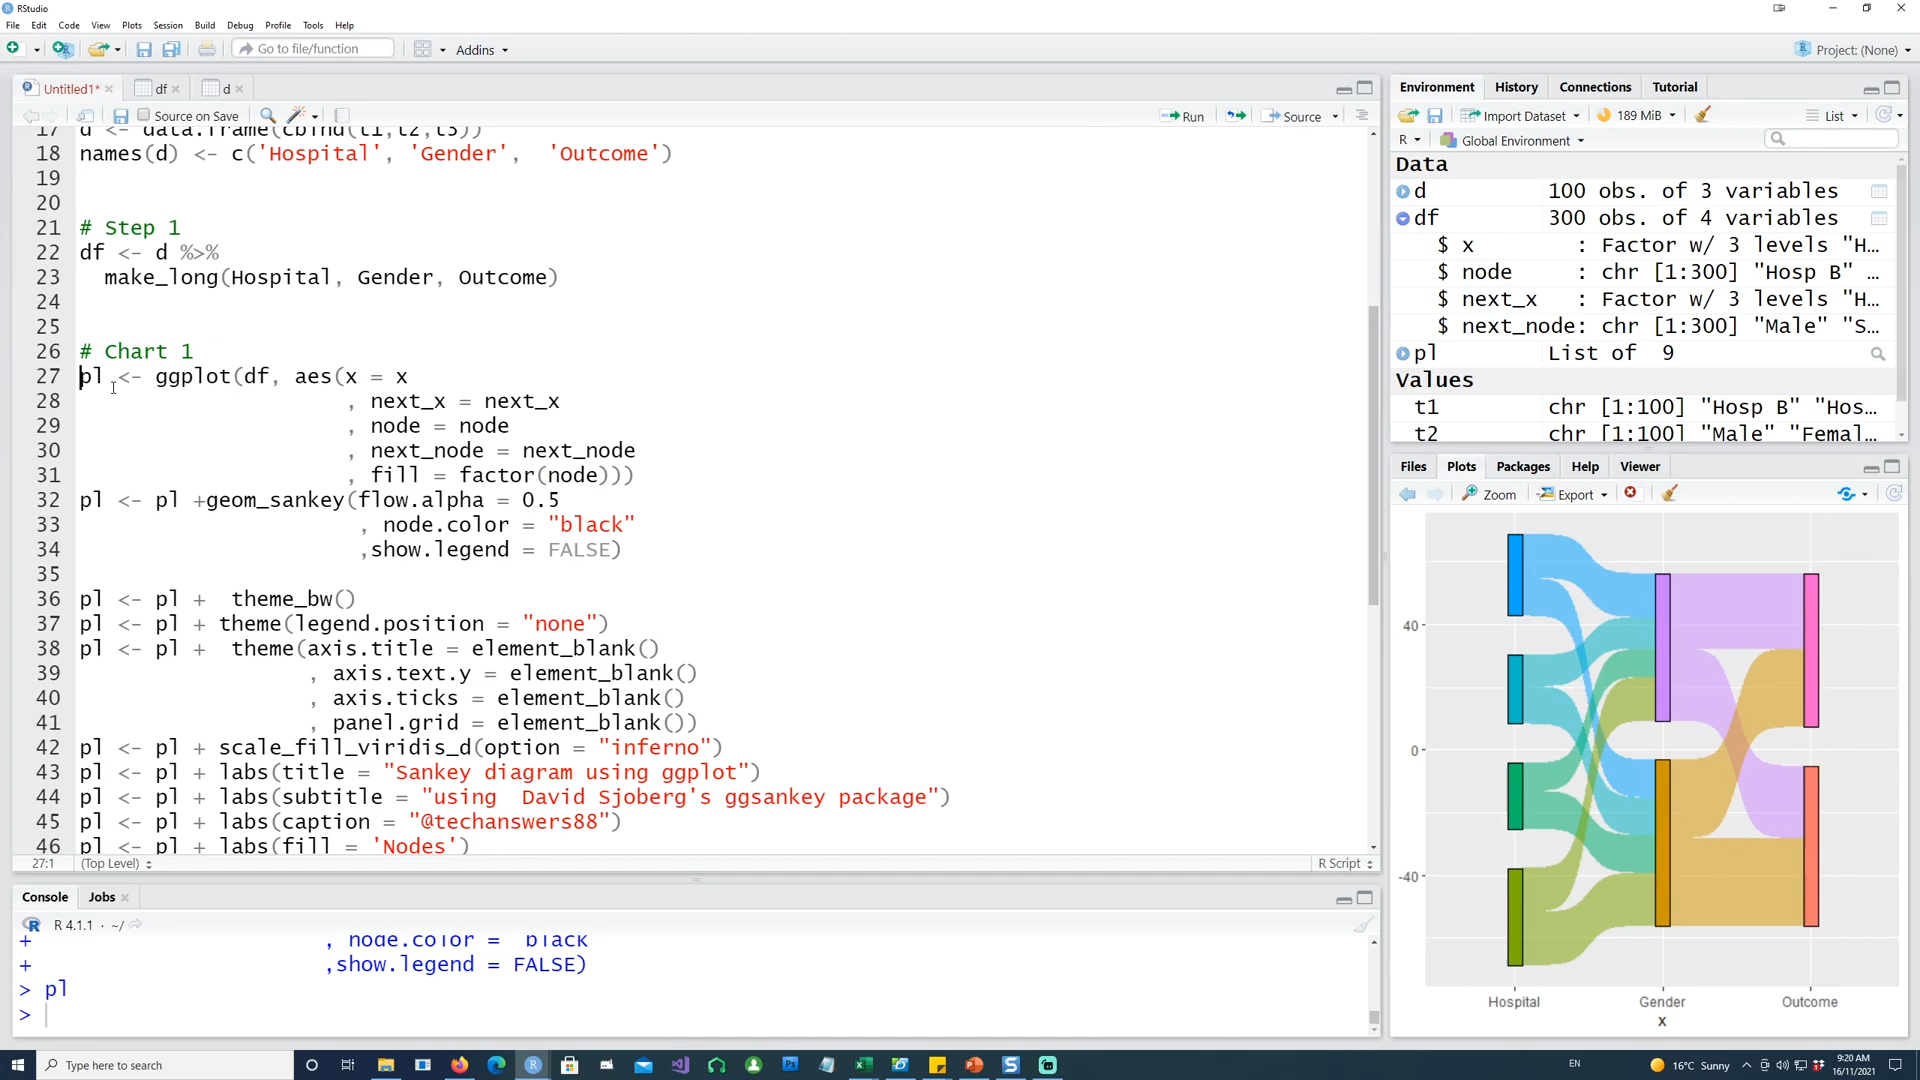 RStudio
File Edit Code View Plots Session Build Debug Profile Tools Help
Go to file/function Addins Project: (None)
Untitled1* df d
Source on Save Run Source
17 d <- data.frame(cbind(t1,t2,t3))
18 names(d) <- c('Hospital', 'Gender', 'Outcome')
19
20
21 # Step 1
22 df <- d %>%
23 make_long(Hospital, Gender, Outcome)
24
25
26 # Chart 1
27 pl <- ggplot(df, aes(x = x
28 , next_x = next_x
29 , node = node
30 , next_node = next_node
31 , fill = factor(node)))
32 pl <- pl +geom_sankey(flow.alpha = 0.5
33 , node.color = "black"
34 ,show.legend = FALSE)
35
36 pl <- pl + theme_bw()
37 pl <- pl + theme(legend.position = "none")
38 pl <- pl + theme(axis.title = element_blank()
39 , axis.text.y = element_blank()
40 , axis.ticks = element_blank()
41 , panel.grid = element_blank())
42 pl <- pl + scale_fill_viridis_d(option = "inferno")
43 pl <- pl + labs(title = "Sankey diagram using ggplot")
44 pl <- pl + labs(subtitle = "using  David Sjoberg's ggsankey package")
45 pl <- pl + labs(caption = "@techanswers88")
46 pl <- pl + labs(fill = 'Nodes')
27:1 (Top Level) R Script
Console Jobs
R 4.1.1 · ~/
+ , node.color = black
+ ,show.legend = FALSE)
> pl
>
Environment History Connections Tutorial
Import Dataset 189 MiB List
R Global Environment
Data
d 100 obs. of 3 variables
df 300 obs. of 4 variables
$ x : Factor w/ 3 levels "H…
$ node : chr [1:300] "Hosp B" …
$ next_x : Factor w/ 3 levels "H…
$ next_node: chr [1:300] "Male" "S…
pl List of 9
Values
t1 chr [1:100] "Hosp B" "Hos…
t2 chr [1:100] "Male" "Femal…
Files Plots Packages Help Viewer
Zoom Export
40
0
-40
Hospital Gender Outcome
x
Type here to search EN 16°C Sunny 9:20 AM
16/11/2021